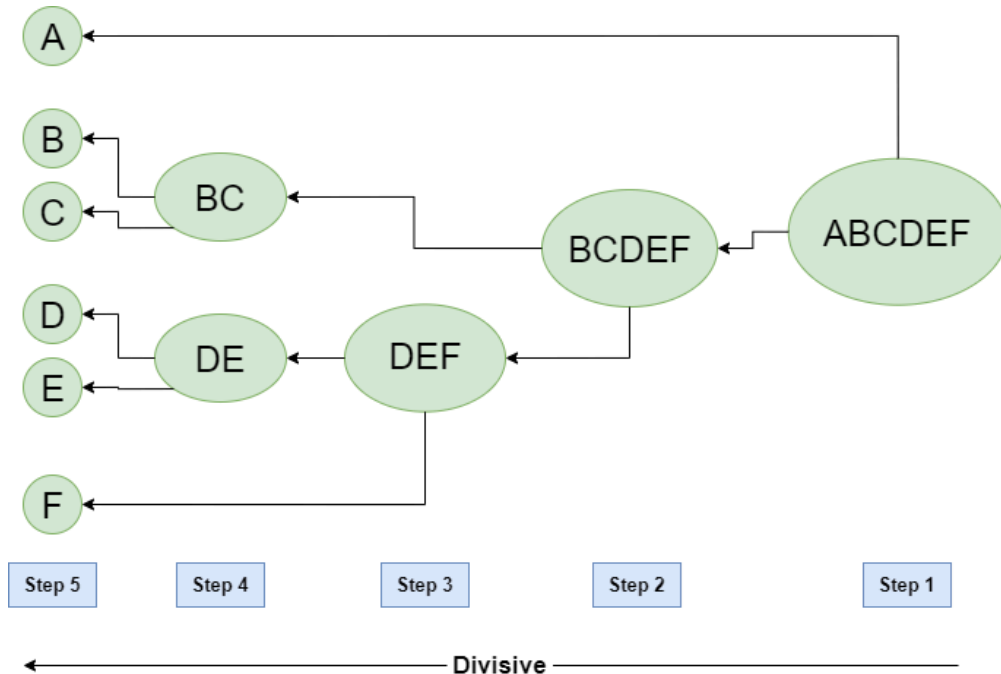 A
B
C
BC
BCDEF
ABCDEF
D
E
DE
DEF
F
Step 5
Step 4
Step 3
Step 2
Step 1
Divisive